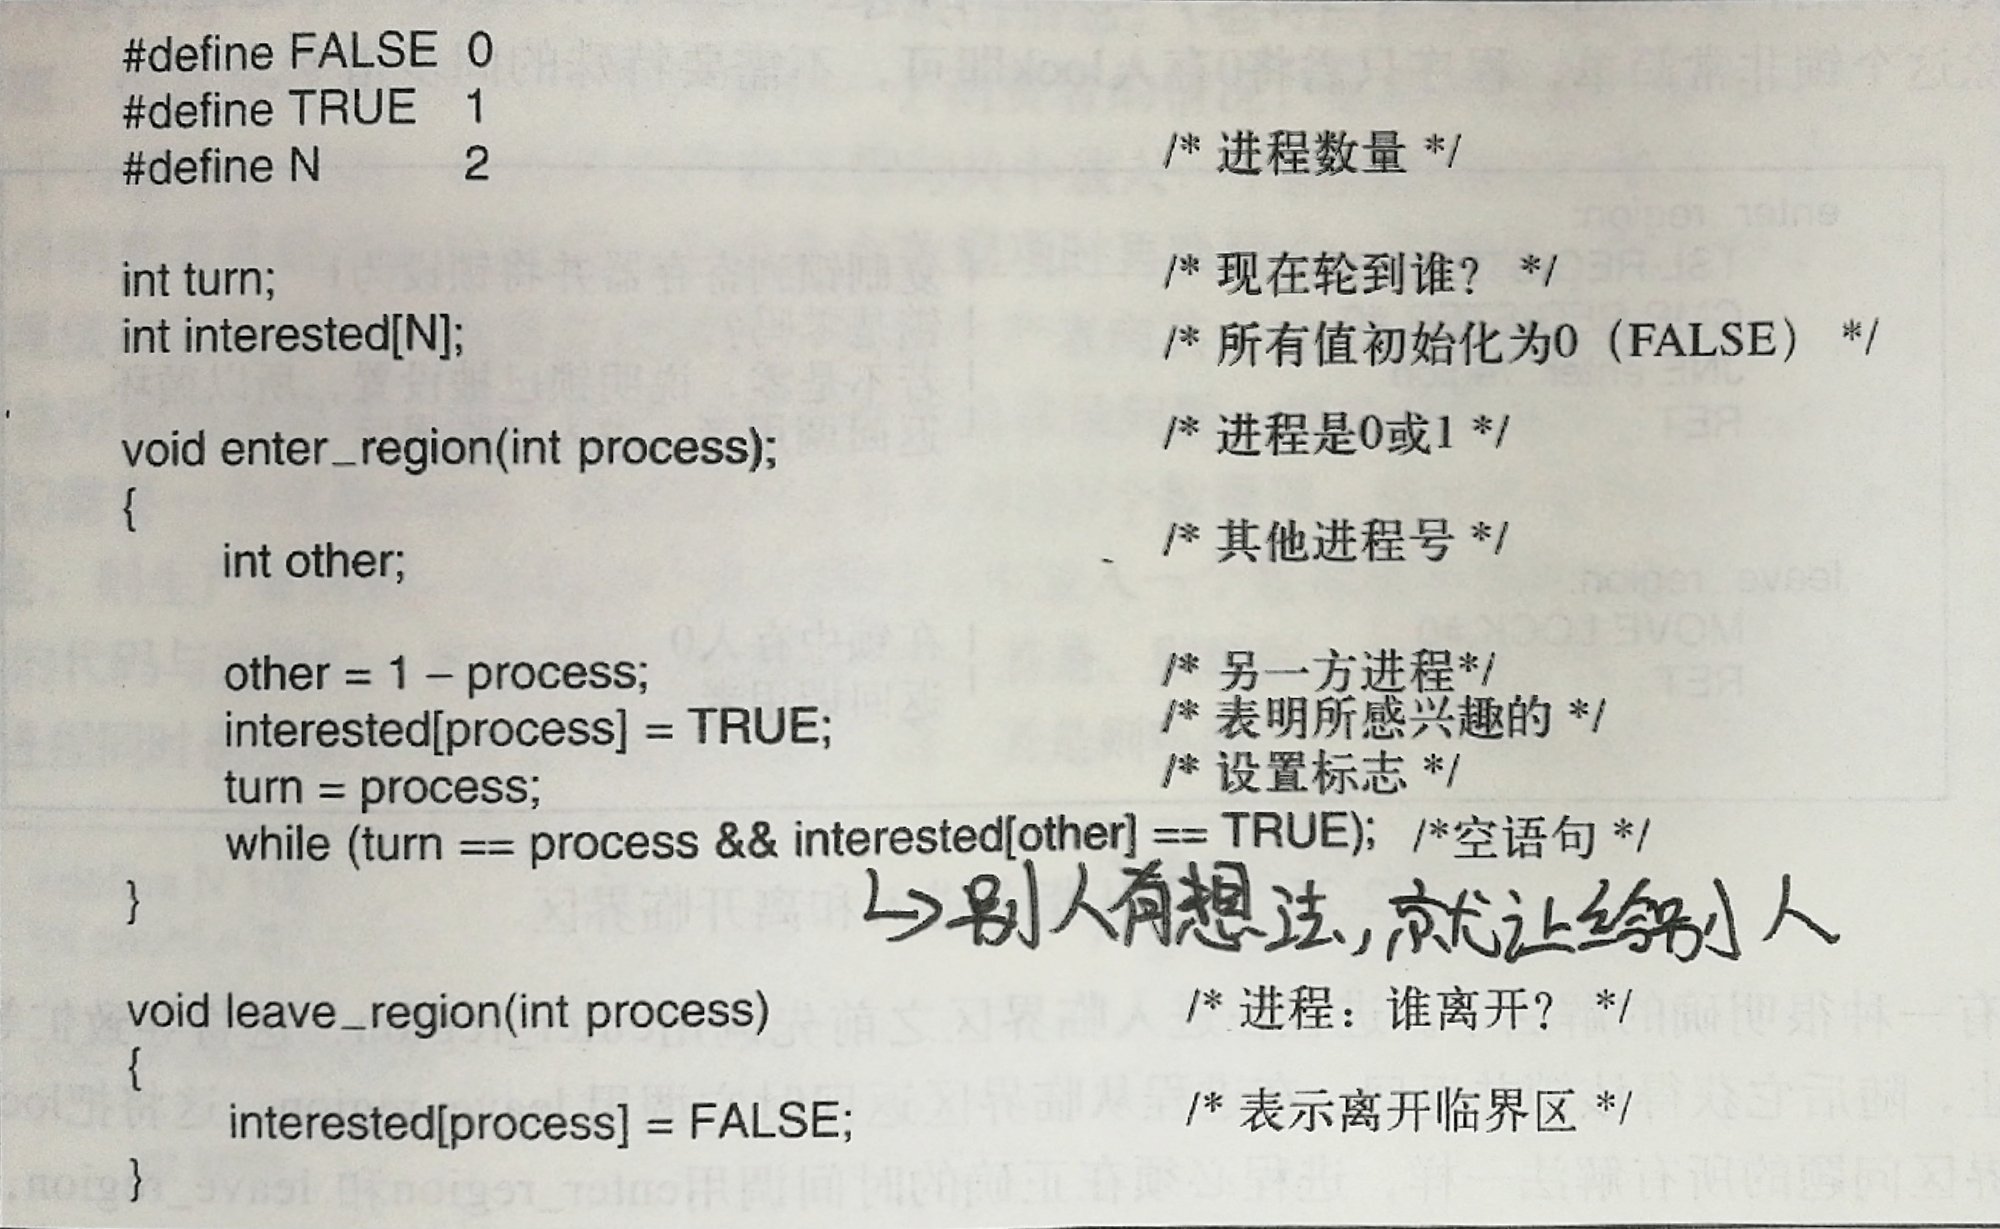 #define FALSE 0
#define TRUE 1
#define N 2 /* 进程数量 */
int turn; /* 现在轮到谁？ */
int interested[N]; /* 所有值初始化为0（FALSE） */
void enter_region(int process); /* 进程是0或1 */
{
int other; /* 其他进程号 */
other = 1 – process; /* 另一方进程*/
interested[process] = TRUE; /* 表明所感兴趣的 */
turn = process; /* 设置标志 */
while (turn == process && interested[other] == TRUE); /*空语句 */
}
↳别人有想法，就让给别人
void leave_region(int process) /* 进程：谁离开？ */
{
interested[process] = FALSE; /* 表示离开临界区 */
}